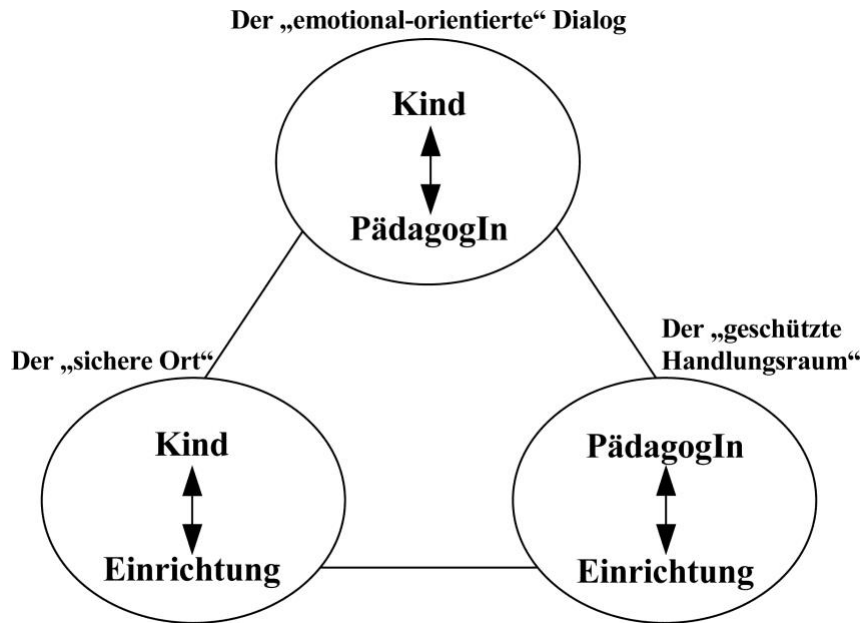 Der „emotional-orientierte“ Dialog
Kind
PädagogIn
Der „sichere Ort“
Kind
Einrichtung
Der „geschützte
Handlungsraum“
PädagogIn
Einrichtung